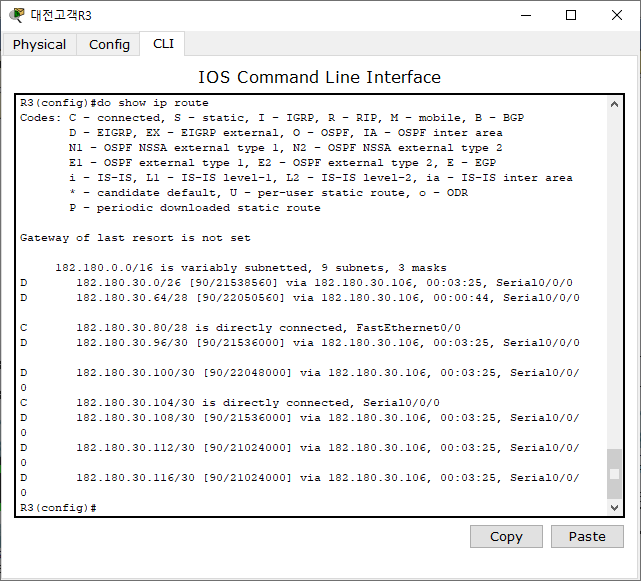 대전고객R3
Physical Config CLI
IOS Command Line Interface
R3(config)#do show ip route
Codes: C - connected, S - static, I - IGRP, R - RIP, M - mobile, B - BGP
D - EIGRP, EX - EIGRP external, O - OSPF, IA - OSPF inter area
N1 - OSPF NSSA external type 1, N2 - OSPF NSSA external type 2
E1 - OSPF external type 1, E2 - OSPF external type 2, E - EGP
i - IS-IS, L1 - IS-IS level-1, L2 - IS-IS level-2, ia - IS-IS inter area
* - candidate default, U - per-user static route, o - ODR
P - periodic downloaded static route
Gateway of last resort is not set
182.180.0.0/16 is variably subnetted, 9 subnets, 3 masks
D 182.180.30.0/26 [90/21538560] via 182.180.30.106, 00:03:25, Serial0/0/0
D 182.180.30.64/28 [90/22050560] via 182.180.30.106, 00:00:44, Serial0/0/0
C 182.180.30.80/28 is directly connected, FastEthernet0/0
D 182.180.30.96/30 [90/21536000] via 182.180.30.106, 00:03:25, Serial0/0/0
D 182.180.30.100/30 [90/22048000] via 182.180.30.106, 00:03:25, Serial0/0/
0
C 182.180.30.104/30 is directly connected, Serial0/0/0
D 182.180.30.108/30 [90/21536000] via 182.180.30.106, 00:03:25, Serial0/0/
0
D 182.180.30.112/30 [90/21024000] via 182.180.30.106, 00:03:25, Serial0/0/
0
D 182.180.30.116/30 [90/21024000] via 182.180.30.106, 00:03:25, Serial0/0/
0
R3(config)#
Copy Paste